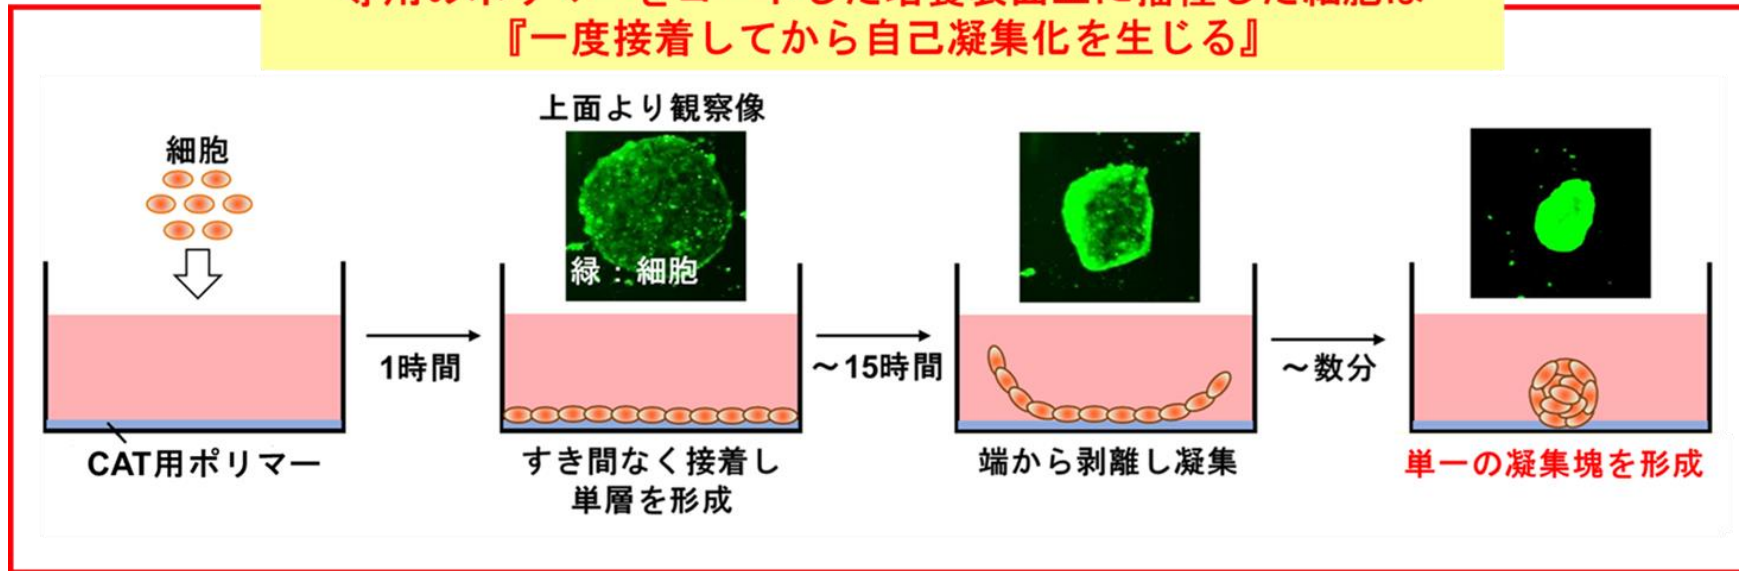 『一度接着してから自己凝集化を生じる』
上面より観察像
細胞
緑：細胞
1時間
～15時間
～数分
CAT用ポリマー
すき間なく接着し
単層を形成
端から剥離し凝集
単一の凝集塊を形成